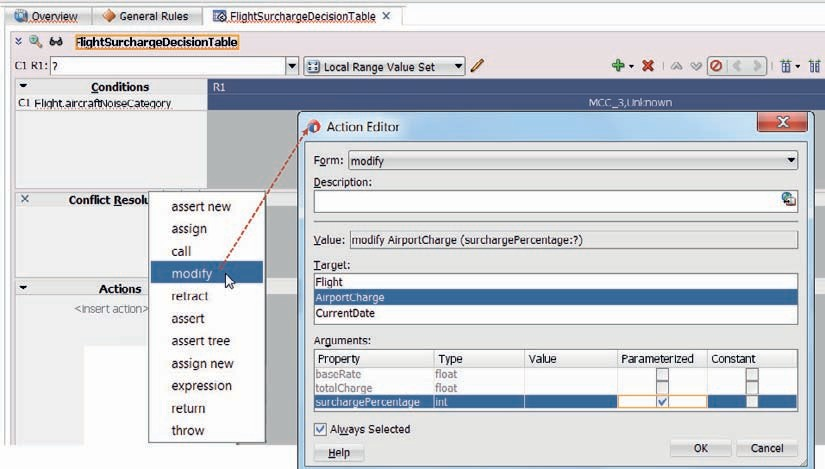 Overview General Rules FlightSurchargeDecisionTable
FlightSurchargeDecisionTable
C1 R1: ? Local Range Value Set
Conditions R1
C1 Flight.aircraftNoiseCategory MCC_3,Unknown
Conflict Resolu
Actions
<insert action>
assert new
assign
call
modify
retract
assert
assert tree
assign new
expression
return
throw
Action Editor
Form: modify
Description:
Value: modify AirportCharge (surchargePercentage:?)
Target:
Flight
AirportCharge
CurrentDate
Arguments:
Property Type Value Parameterized Constant
baseRate float
totalCharge float
surchargePercentage int
Always Selected
Help OK Cancel